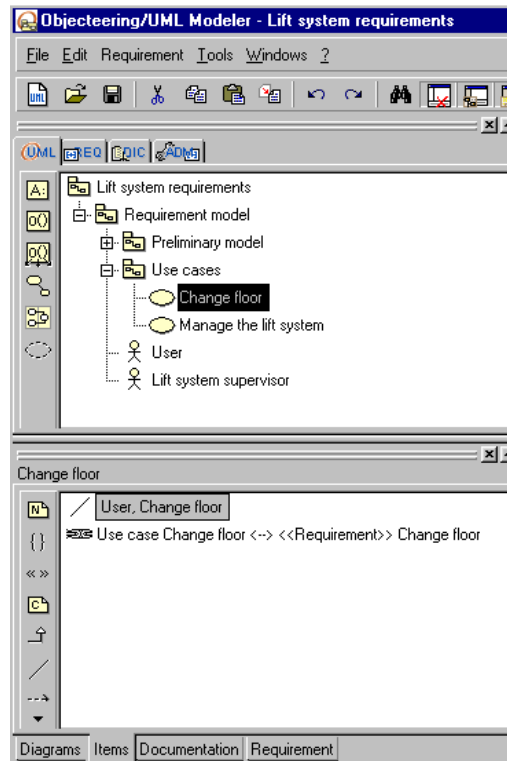 Objecteering/UML Modeler - Lift system requirements
File Edit Requirement Tools Windows ?
UML
UML REQ DIC ADM
A:
Lift system requirements
Requirement model
Preliminary model
Use cases
Change floor
Manage the lift system
User
Lift system supervisor
Change floor
N User, Change floor
{} Use case Change floor <--> <<Requirement>> Change floor
«»
C
Diagrams Items Documentation Requirement